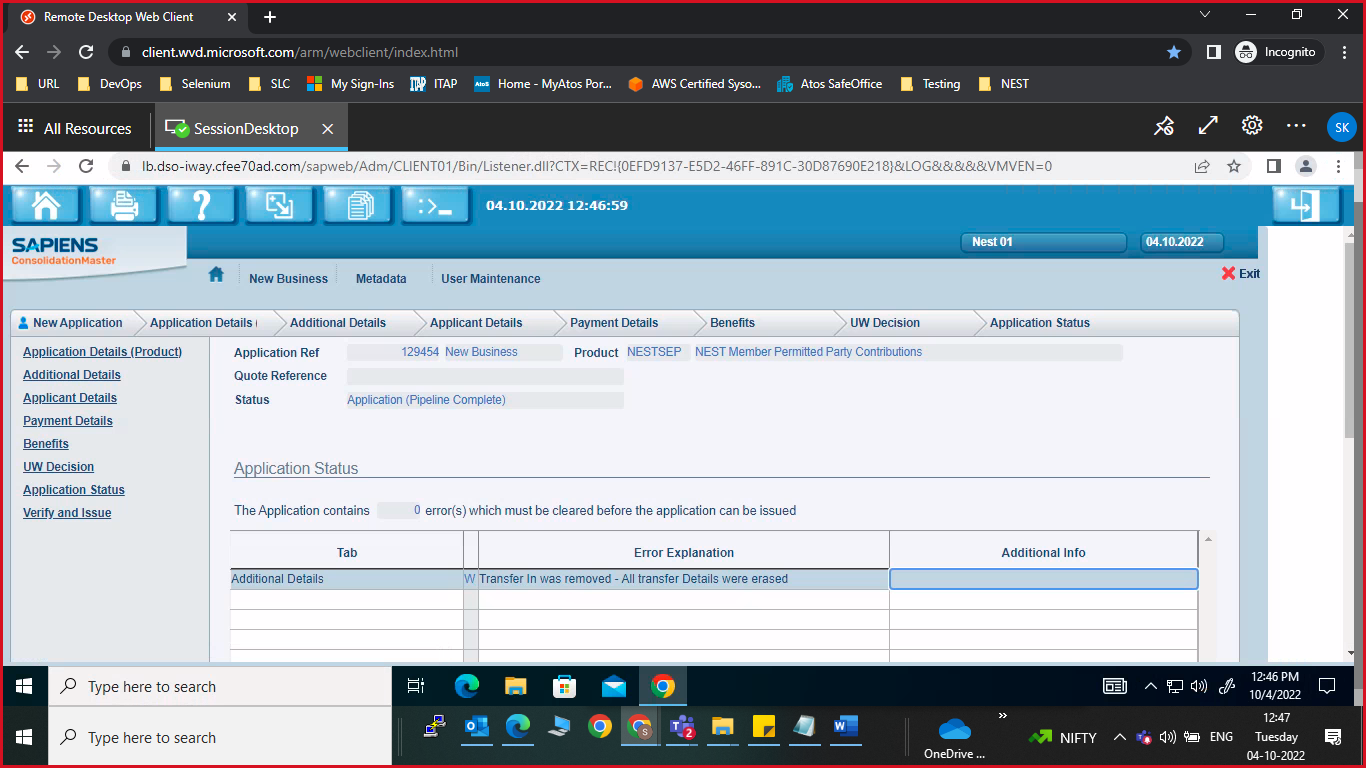 Remote Desktop Web Client
client.wvd.microsoft.com/arm/webclient/index.html
Incognito
URL DevOps Selenium SLC My Sign-Ins ITAP ITAP Atos Home - MyAtos Por... AWS Certified Syso... Atos SafeOffice Testing NEST
All Resources SessionDesktop SK
lb.dso-iway.cfee70ad.com/sapweb/Adm/CLIENT01/Bin/Listener.dll?CTX=REC!{0EFD9137-E5D2-46FF-891C-30D87690E218}&LOG&&&&&VMVEN=0
04.10.2022 12:46:59
SAPIENS
ConsolidationMaster
Nest 01 04.10.2022
New Business Metadata User Maintenance Exit
New Application Application Details ( Additional Details Applicant Details Payment Details Benefits UW Decision Application Status
Application Details (Product)
Additional Details
Applicant Details
Payment Details
Benefits
UW Decision
Application Status
Verify and Issue
Application Ref 129454 New Business Product NESTSEP NEST Member Permitted Party Contributions
Quote Reference
Status Application (Pipeline Complete)
Application Status
The Application contains 0 error(s) which must be cleared before the application can be issued
Tab Error Explanation Additional Info
Additional Details W Transfer In was removed - All transfer Details were erased
Type here to search
12:46 PM
10/4/2022
Type here to search
S 2
OneDrive ...
NIFTY
ENG
12:47
Tuesday
04-10-2022